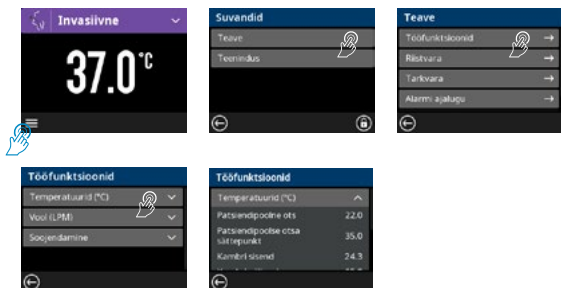 Invasiivne
37.0°C
Suvandid
Teave
Teenindus
Teave
Tööfunktsioonid
Riistvara
Tarkvara
Alarmi ajalugu
Tööfunktsioonid
Temperatuurid (°C)
Vool (LPM)
Soojendamine
Tööfunktsioonid
Temperatuurid (°C)
Patsiendipoolne ots 22.0
Patsiendipoolse otsa
sättepunkt 35.0
Kambri sisend 24.3